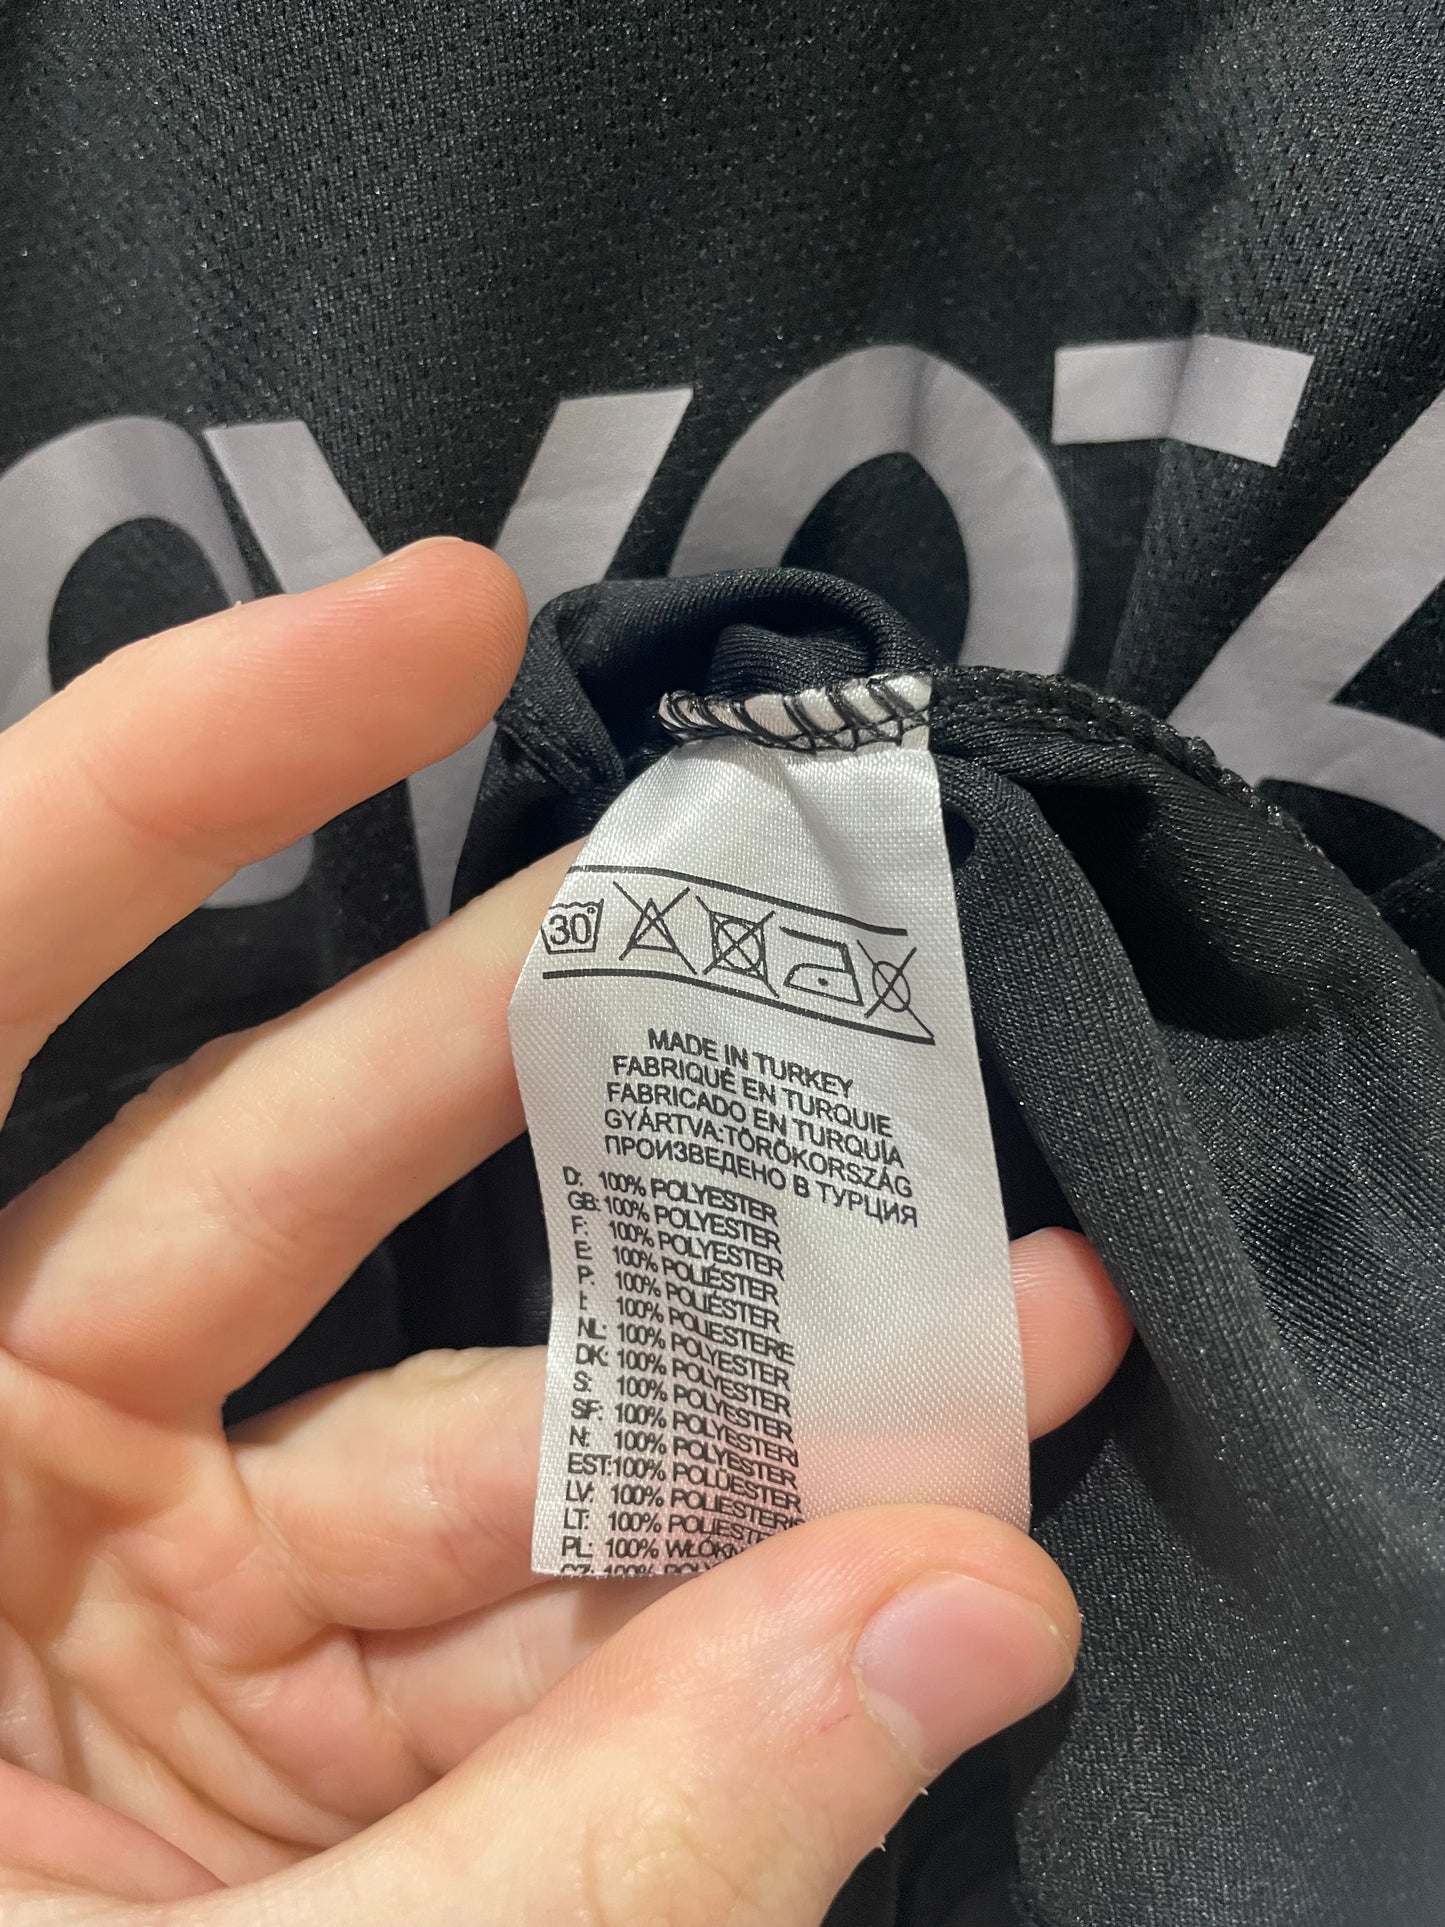 30°
MADE IN TURKEY
FABRIQUÉ EN TURQUIE
FABRICADO EN TURQUÍA
GYÁRTVA:TÖRÖKORSZÁG
ПРОИЗВЕДЕНО В ТУРЦИЯ
D: 100% POLYESTER
GB: 100% POLYESTER
F: 100% POLYESTER
E: 100% POLIÉSTER
P: 100% POLIÉSTER
I: 100% POLIESTERE
NL: 100% POLYESTER
DK: 100% POLYESTER
S: 100% POLYESTER
SF: 100% POLYESTERI
N: 100% POLYESTER
EST:100% POLÜESTER
LV: 100% POLIESTERIS
LT: 100%
PL: 100%
CZ: 100%